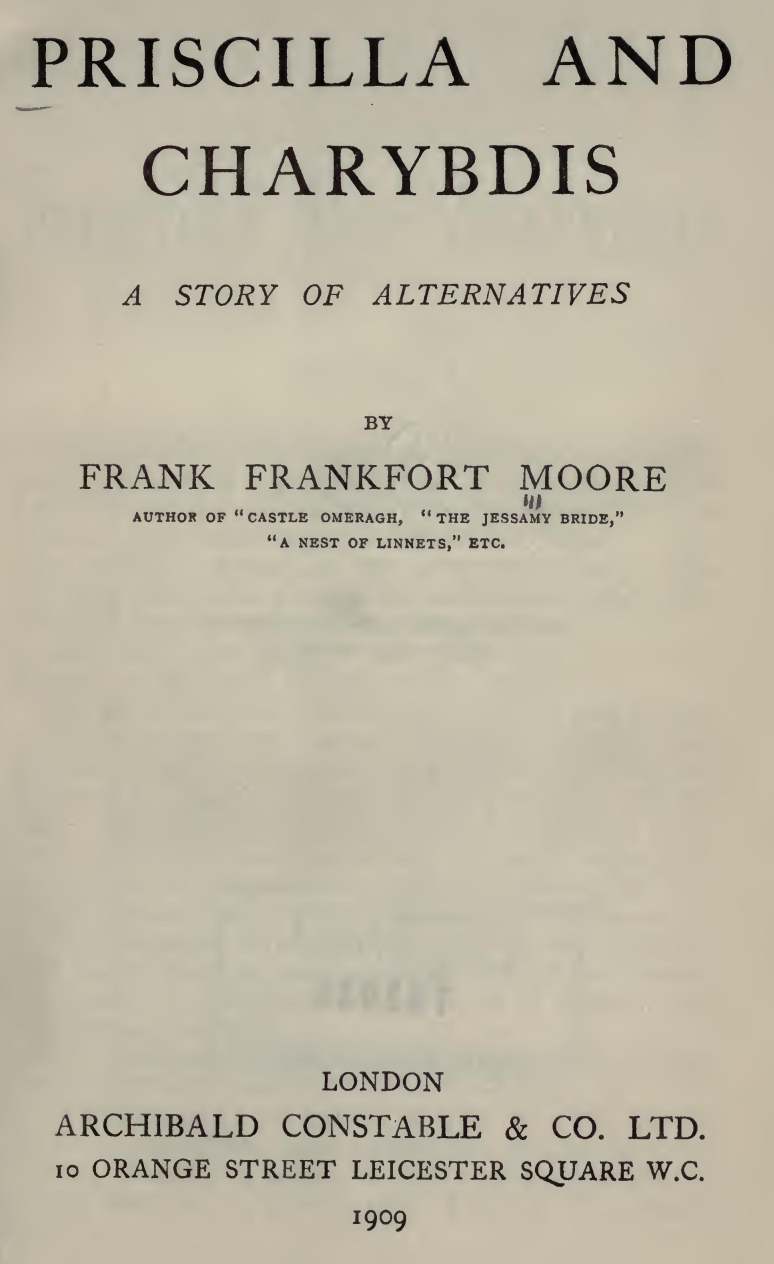 PRISCILLA AND
CHARYBDIS
A STORY OF ALTERNATIVES
BY
FRANK FRANKFORT MOORE
AUTHOR OF "CASTLE OMERAGH, "THE JESSAMY BRIDE,"
"A NEST OF LINNETS," ETC.
LONDON
ARCHIBALD CONSTABLE & CO. LTD.
10 ORANGE STREET LEICESTER SQUARE W.C.
1909